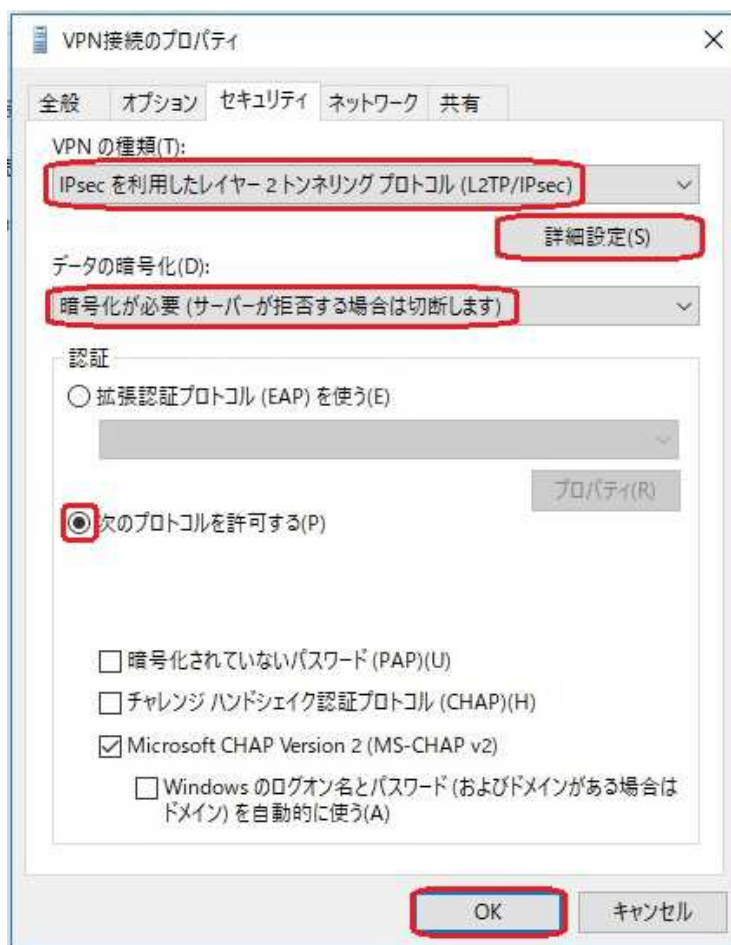 VPN接続のプロパティ
全般 オプション セキュリティ ネットワーク 共有
VPN の種類(T):
IPsec を利用したレイヤー 2 トンネリング プロトコル (L2TP/IPsec)
詳細設定(S)
データの暗号化(D):
暗号化が必要 (サーバーが拒否する場合は切断します)
認証
拡張認証プロトコル (EAP) を使う(E)
プロパティ(R)
次のプロトコルを許可する(P)
暗号化されていないパスワード (PAP)(U)
チャレンジ ハンドシェイク認証プロトコル (CHAP)(H)
Microsoft CHAP Version 2 (MS-CHAP v2)
Windows のログオン名とパスワード (およびドメインがある場合は
ドメイン) を自動的に使う(A)
OK キャンセル